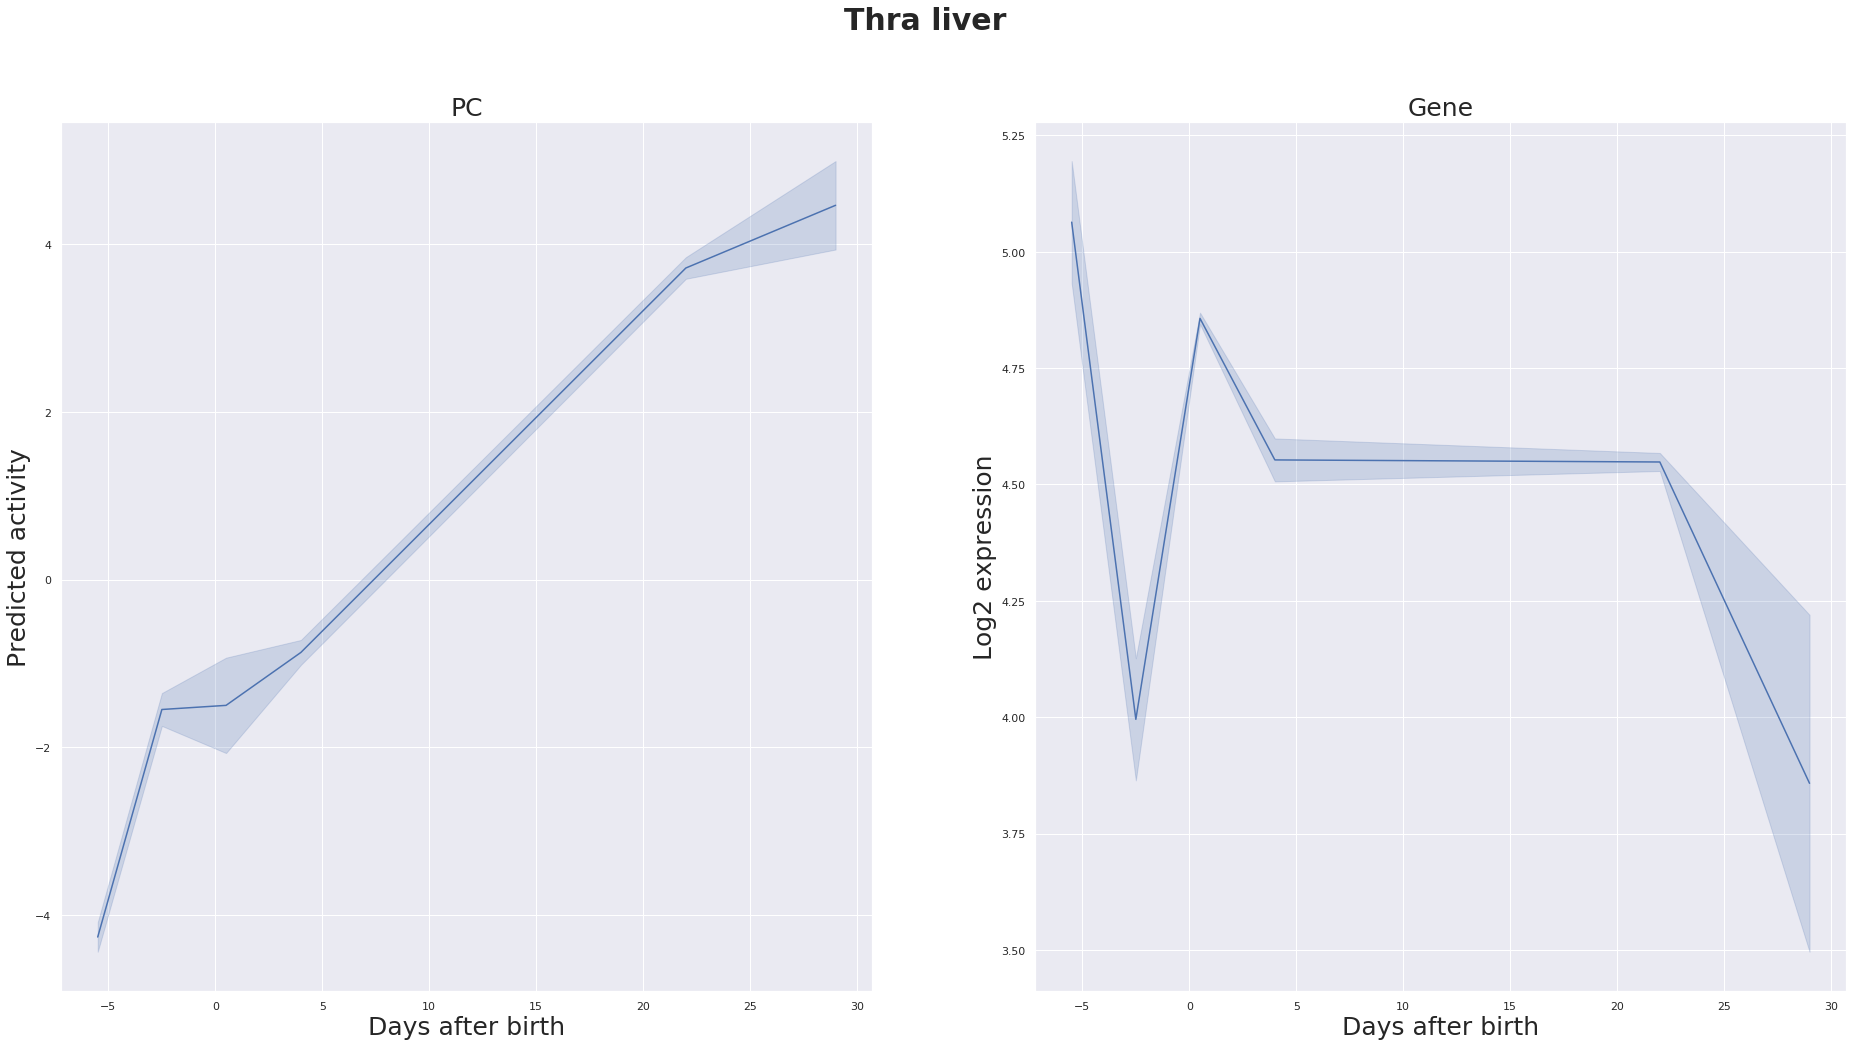 Thra liver
PC
Predicted activity
4
2
0
−2
−4
−5 0 5 10 15 20 25 30
Days after birth
Gene
Log2 expression
5.25
5.00
4.75
4.50
4.25
4.00
3.75
3.50
−5 0 5 10 15 20 25 30
Days after birth